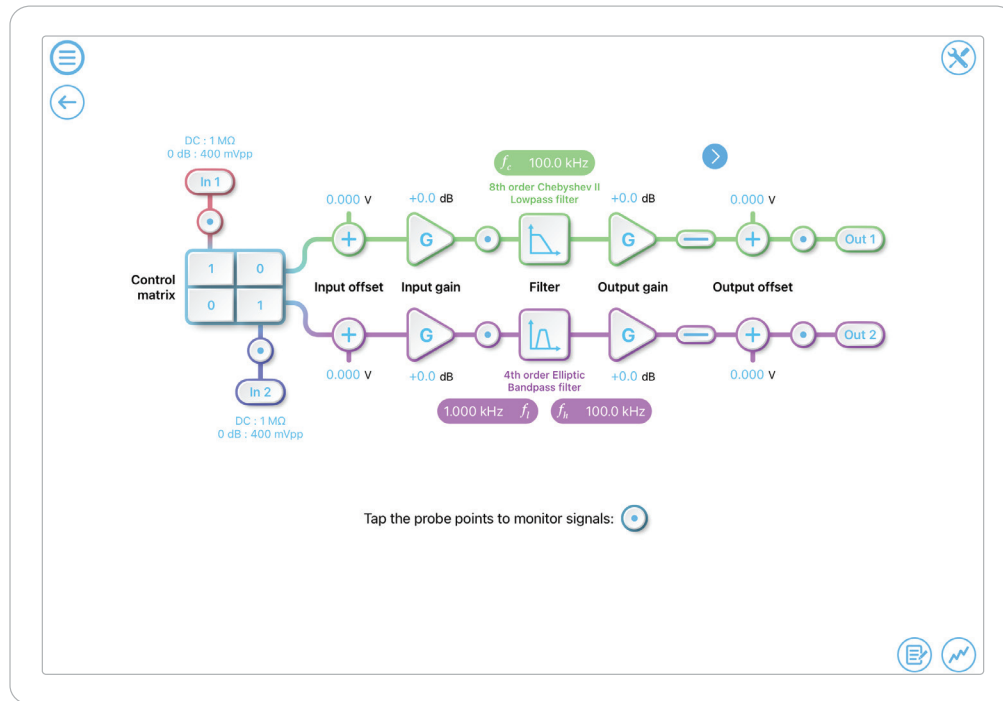 DC : 1 MΩ
0 dB : 400 mVpp
In 1
fc 100.0 kHz
8th order Chebyshev II
Lowpass filter
0.000 V
+0.0 dB
+0.0 dB
0.000 V
G
G
Out 1
Control
matrix
1 0
0 1
Input offset
Input gain
Filter
Output gain
Output offset
G
G
Out 2
0.000 V
+0.0 dB
4th order Elliptic
Bandpass filter
+0.0 dB
0.000 V
1.000 kHz fl
fh 100.0 kHz
In 2
DC : 1 MΩ
0 dB : 400 mVpp
Tap the probe points to monitor signals: